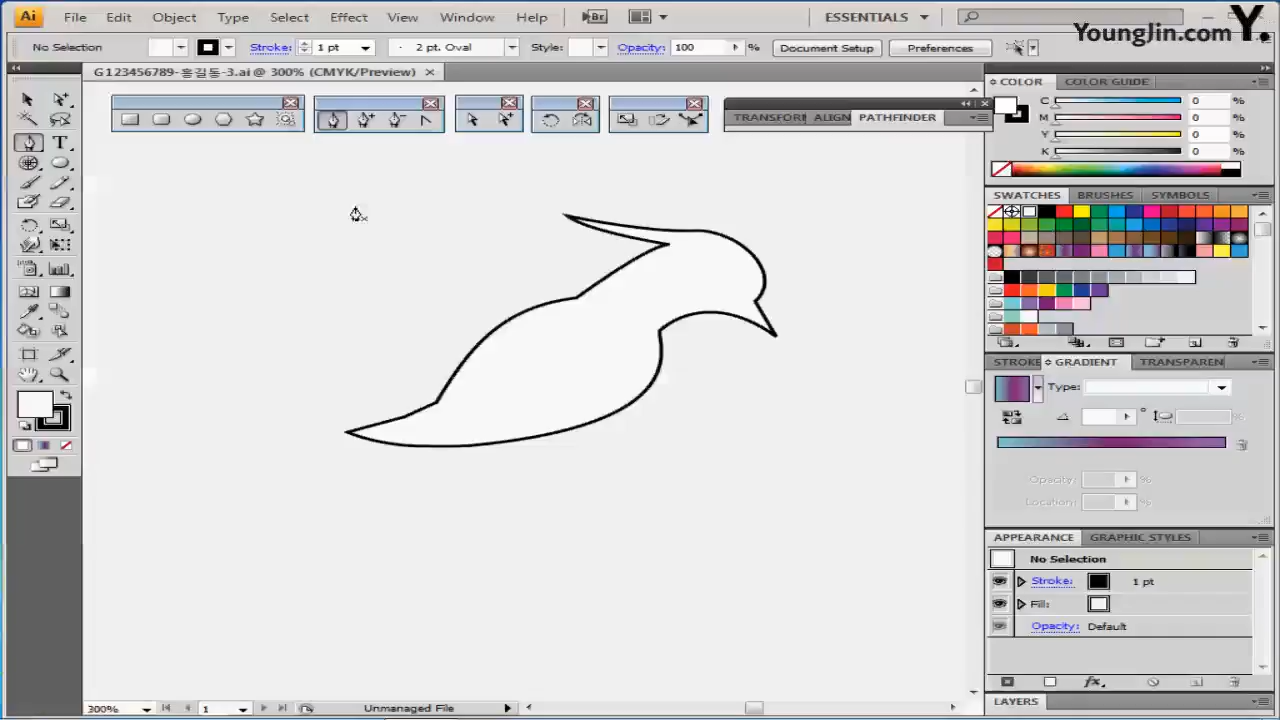 Ai File Edit Object Type Select Effect View Window Help Br ESSENTIALS
YoungJin.com Y.
No Selection Stroke: 1 pt 2 pt. Oval Style: Opacity: 100 % Document Setup Preferences
G123456789-홍길동-3.ai @ 300% (CMYK/Preview)
COLOR COLOR GUIDE
TRANSFORM ALIGN PATHFINDER
C 0 %
M 0 %
Y 0 %
K 0 %
T
SWATCHES BRUSHES SYMBOLS
STROKE GRADIENT TRANSPAREN
Type:
°
%
Opacity: %
Location: %
APPEARANCE GRAPHIC STYLES
No Selection
Stroke: 1 pt
Fill:
Opacity: Default
fx
LAYERS
300% 1 Unmanaged File